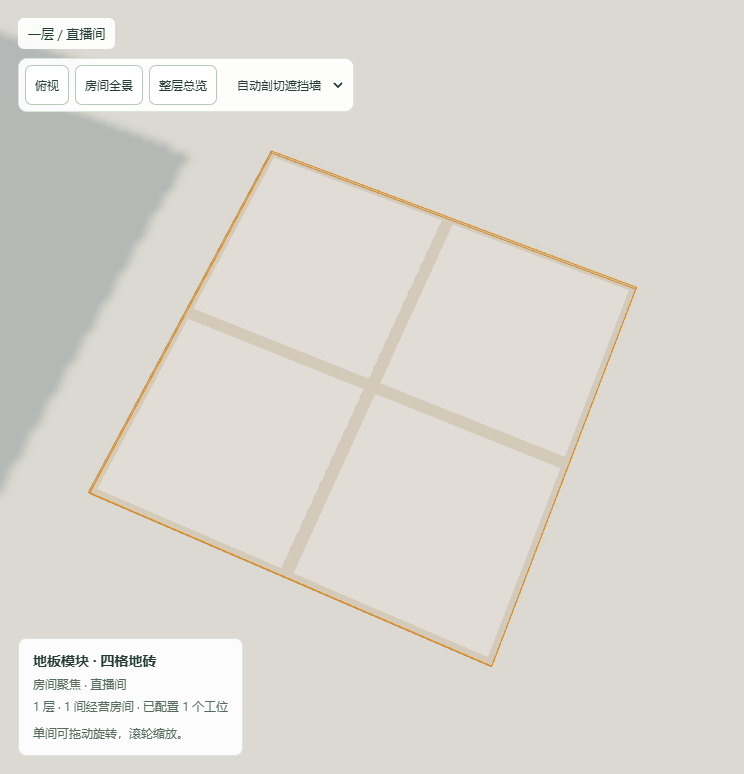 一层 / 直播间
俯视 房间全景 整层总览 自动剖切遮挡墙
地板模块 · 四格地砖
房间聚焦 · 直播间
1 层 · 1 间经营房间 · 已配置 1 个工位
单间可拖动旋转，滚轮缩放。